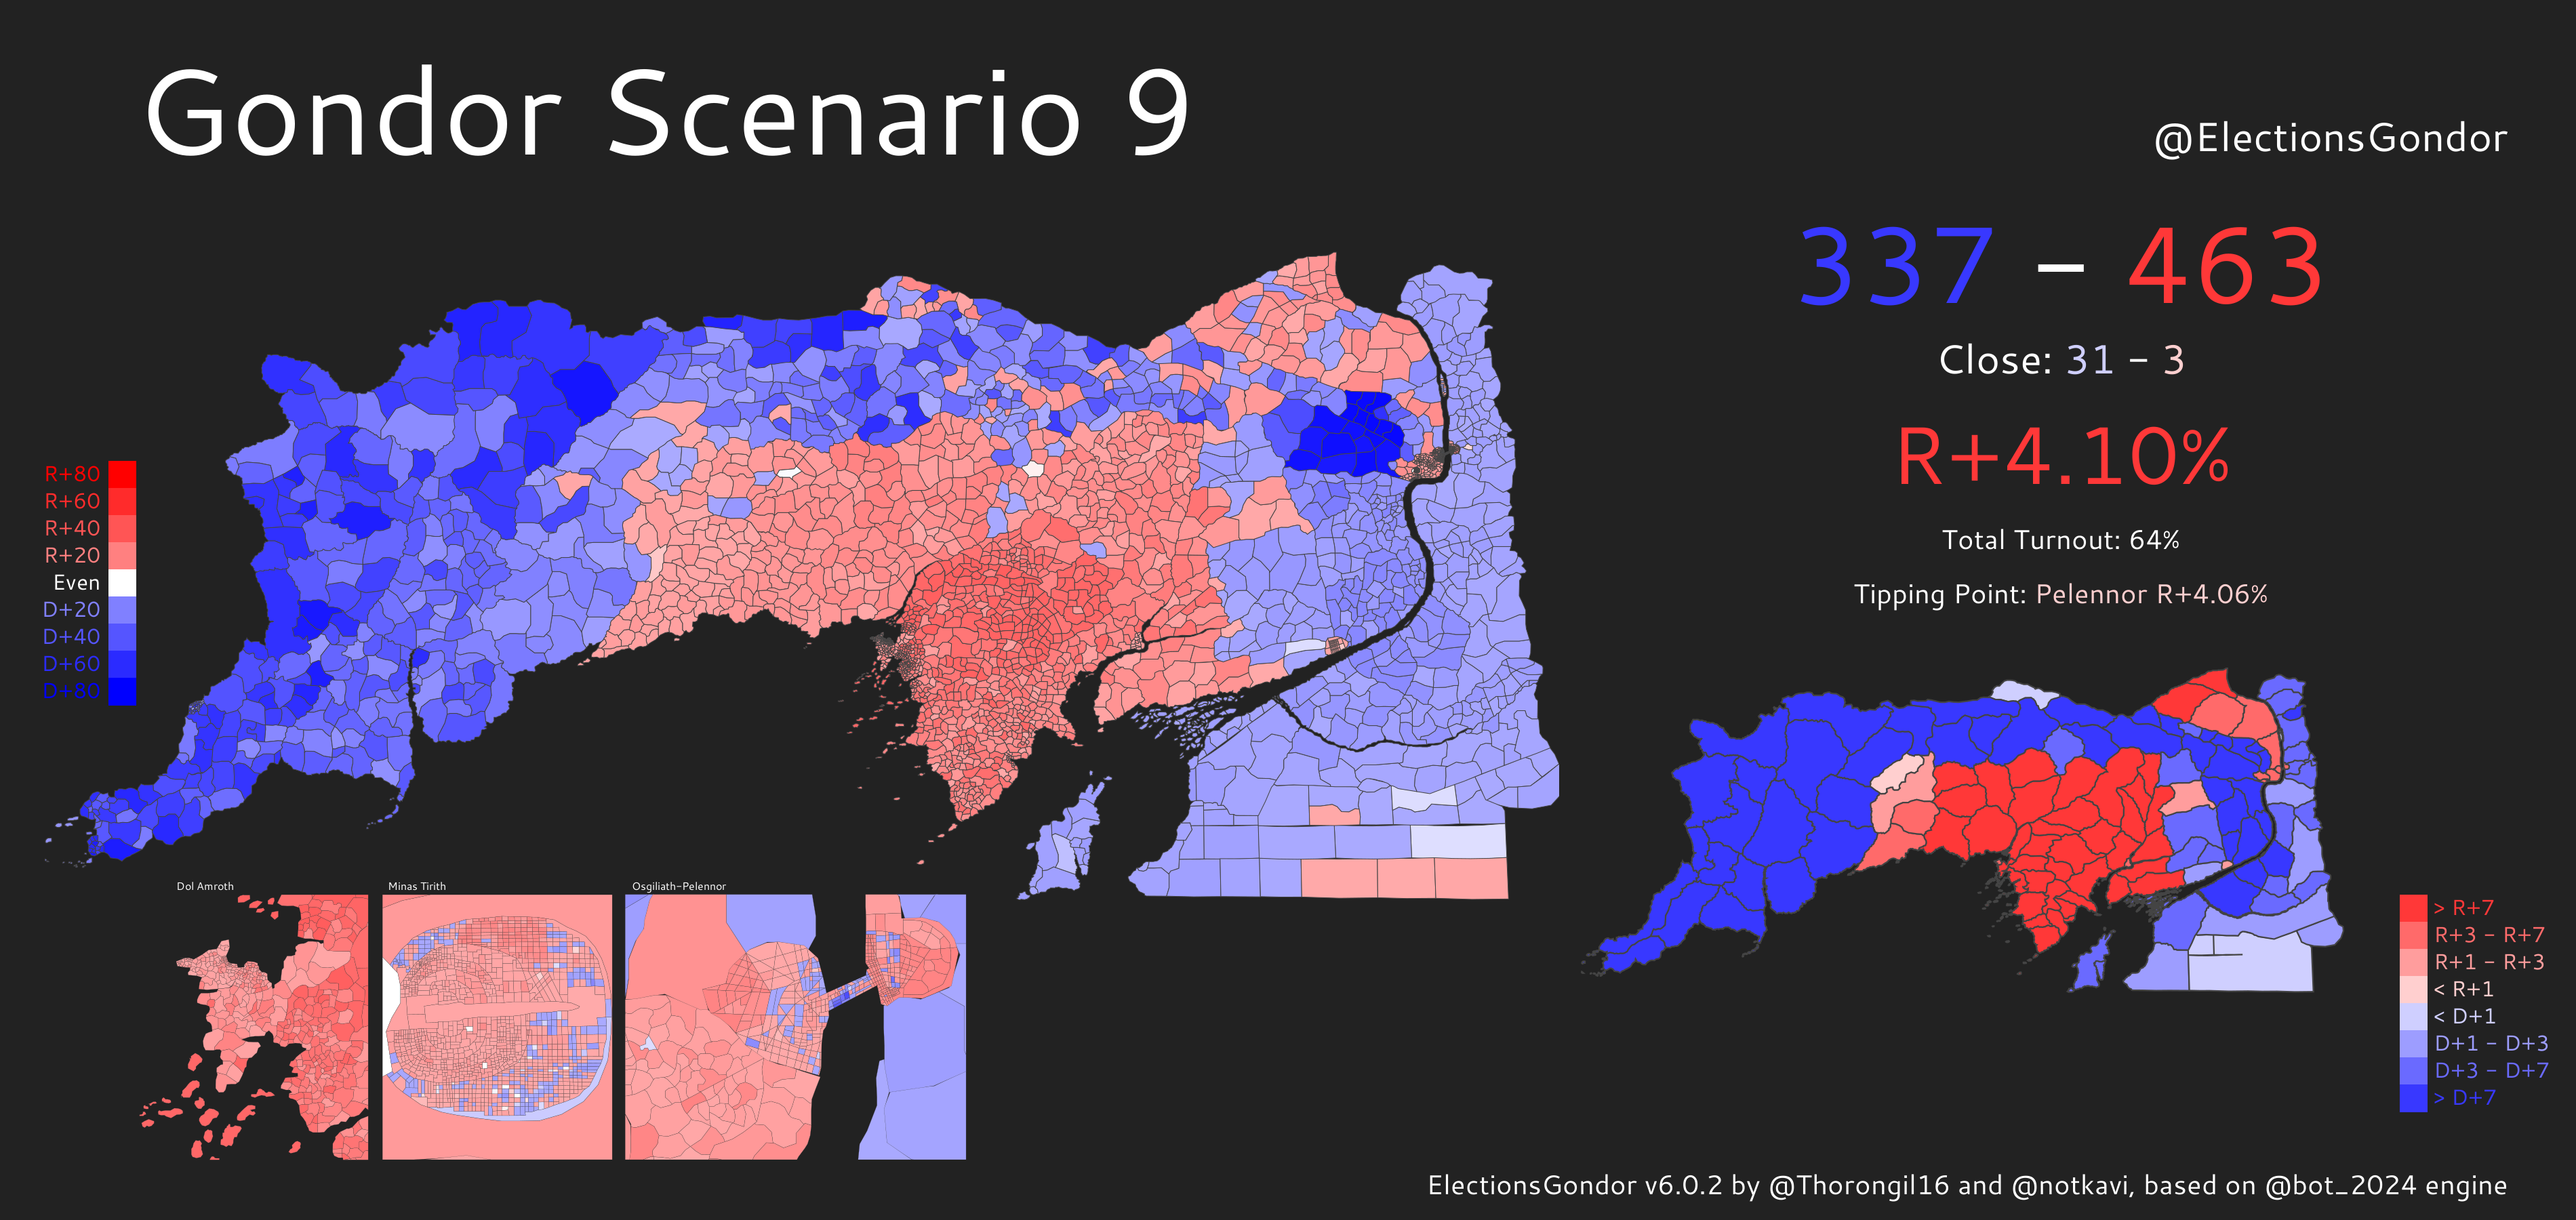 Gondor Scenario 9
@ElectionsGondor
337 – 463
Close: 31 – 3
R+4.10%
Total Turnout: 64%
Tipping Point: Pelennor R+4.06%
R+80
R+60
R+40
R+20
Even
D+20
D+40
D+60
D+80
Dol Amroth
Minas Tirith
Osgiliath-Pelennor
> R+7
R+3 – R+7
R+1 – R+3
< R+1
< D+1
D+1 – D+3
D+3 – D+7
> D+7
ElectionsGondor v6.0.2 by @Thorongil16 and @notkavi, based on @bot_2024 engine